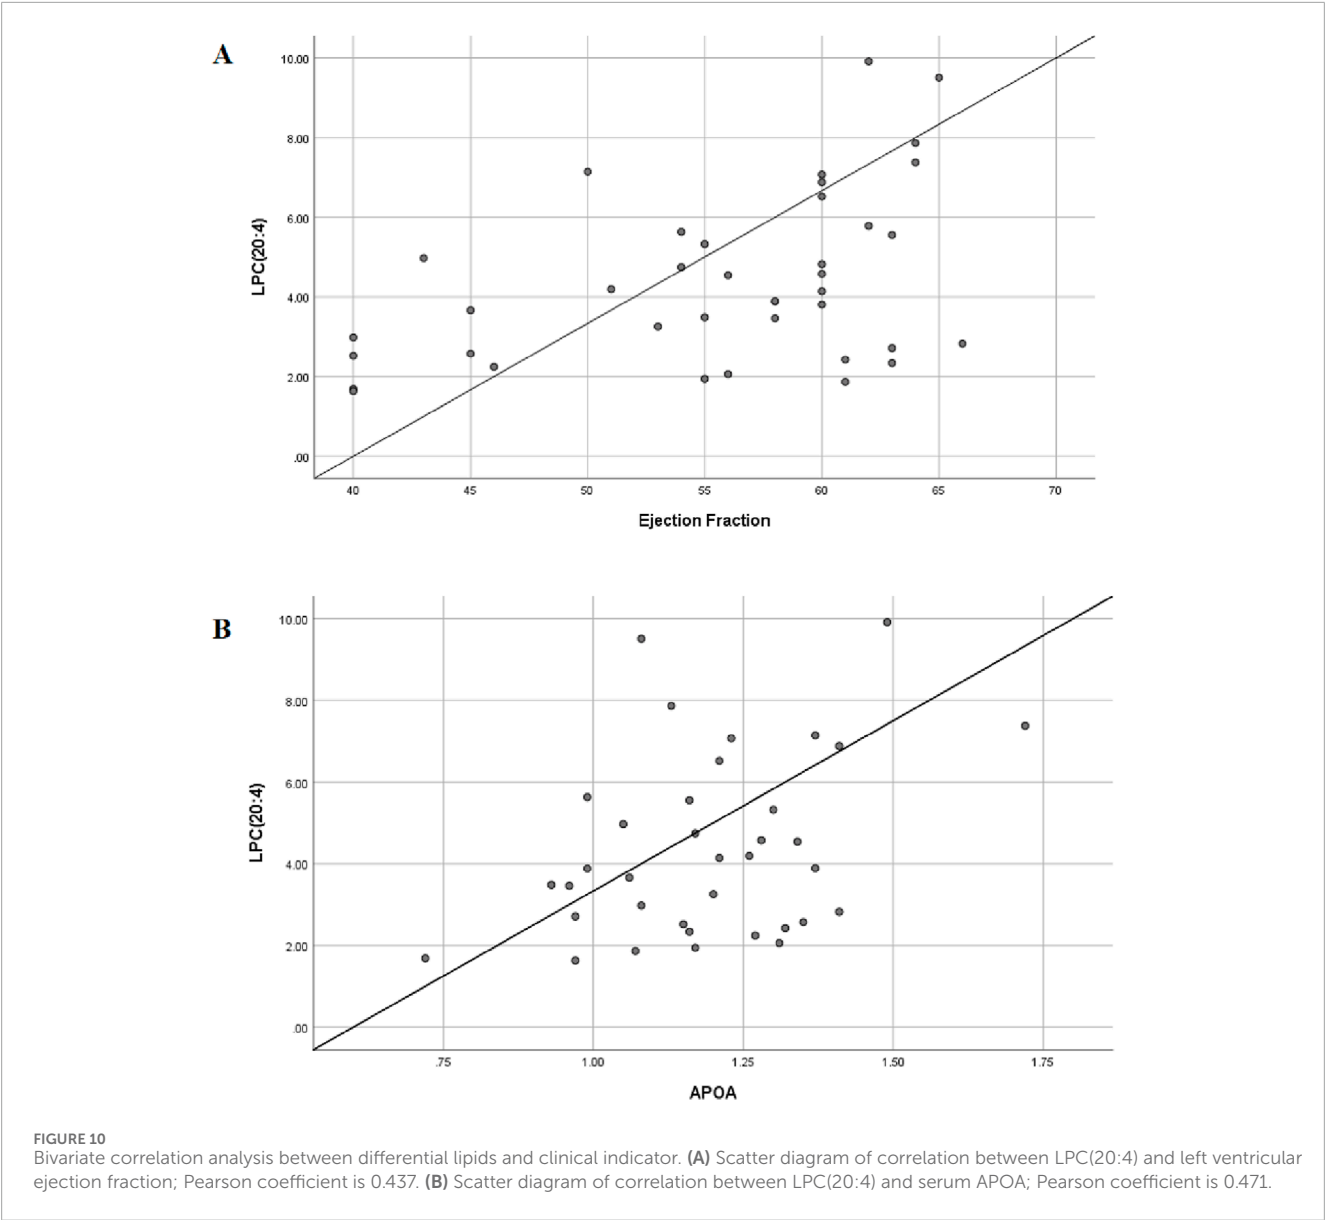 A
10.00
8.00
6.00
4.00
2.00
.00
LPC(20:4)
40 45 50 55 60 65 70
Ejection Fraction
B
10.00
8.00
6.00
4.00
2.00
.00
LPC(20:4)
.75 1.00 1.25 1.50 1.75
APOA
FIGURE 10
Bivariate correlation analysis between differential lipids and clinical indicator. (A) Scatter diagram of correlation between LPC(20:4) and left ventricular
ejection fraction; Pearson coefficient is 0.437. (B) Scatter diagram of correlation between LPC(20:4) and serum APOA; Pearson coefficient is 0.471.